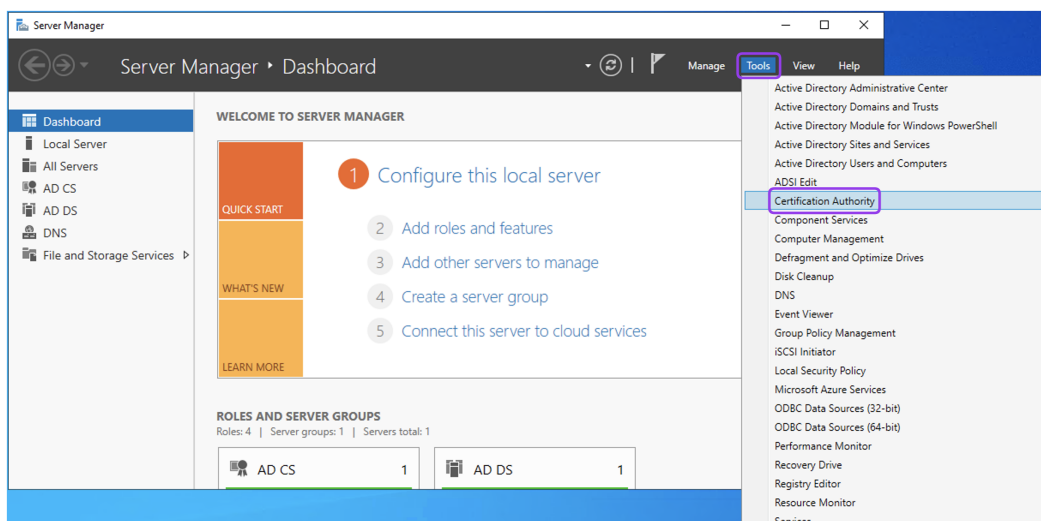 Server Manager
Server Manager • Dashboard
Manage Tools View Help
Dashboard
Local Server
All Servers
AD CS
AD DS
DNS
File and Storage Services
WELCOME TO SERVER MANAGER
QUICK START
WHAT'S NEW
LEARN MORE
1 Configure this local server
2 Add roles and features
3 Add other servers to manage
4 Create a server group
5 Connect this server to cloud services
ROLES AND SERVER GROUPS
Roles: 4 | Server groups: 1 | Servers total: 1
AD CS 1
AD DS 1
Active Directory Administrative Center
Active Directory Domains and Trusts
Active Directory Module for Windows PowerShell
Active Directory Sites and Services
Active Directory Users and Computers
ADSI Edit
Certification Authority
Component Services
Computer Management
Defragment and Optimize Drives
Disk Cleanup
DNS
Event Viewer
Group Policy Management
iSCSI Initiator
Local Security Policy
Microsoft Azure Services
ODBC Data Sources (32-bit)
ODBC Data Sources (64-bit)
Performance Monitor
Recovery Drive
Registry Editor
Resource Monitor